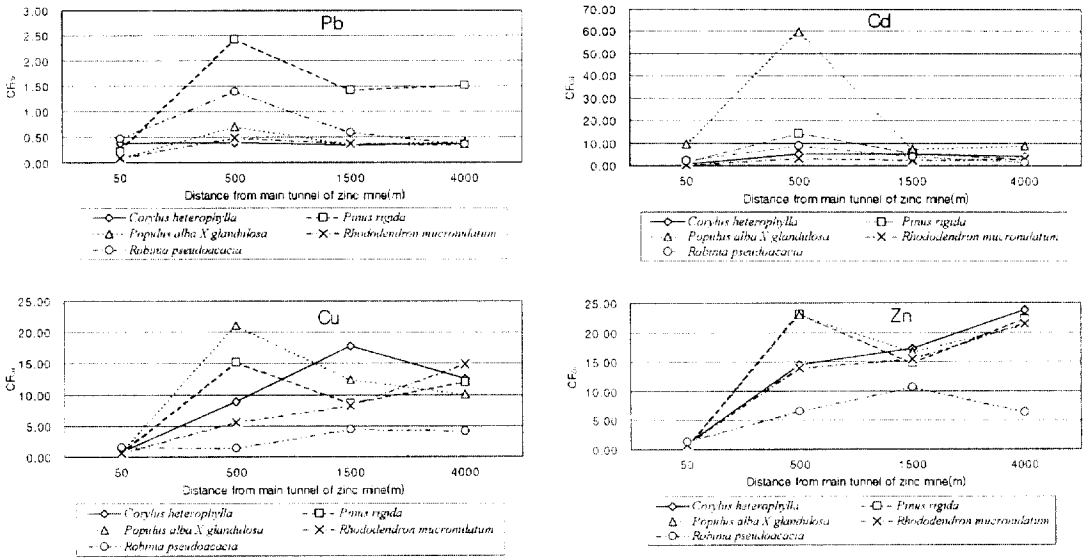 Pb
3.00
2.50
2.00
1.50
1.00
0.50
0.00
50 500 1500 4000
Distance from main tunnel of zinc mine(m)
Corylus heterophylla
Pinus rigida
Populus alba X glandulosa
Rhododendron mucronulatum
Robinia pseudoacacia
Cd
70.00
60.00
50.00
40.00
30.00
20.00
10.00
0.00
50 500 1500 4000
Distance from main tunnel of zinc mine(m)
Corylus heterophylla
Pinus rigida
Populus alba X glandulosa
Rhododendron mucronulatum
Robinia pseudoacacia
Cu
25.00
20.00
15.00
10.00
5.00
0.00
50 500 1500 4000
Distance from main tunnel of zinc mine(m)
Corylus heterophylla
Pinus rigida
Populus alba X glandulosa
Rhododendron mucronulatum
Robinia pseudoacacia
Zn
25.00
20.00
15.00
10.00
5.00
0.00
50 500 1500 4000
Distance from main tunnel of zinc mine(m)
Corylus heterophylla
Pinus rigida
Populus alba X glandulosa
Rhododendron mucronulatum
Robinia pseudoacacia